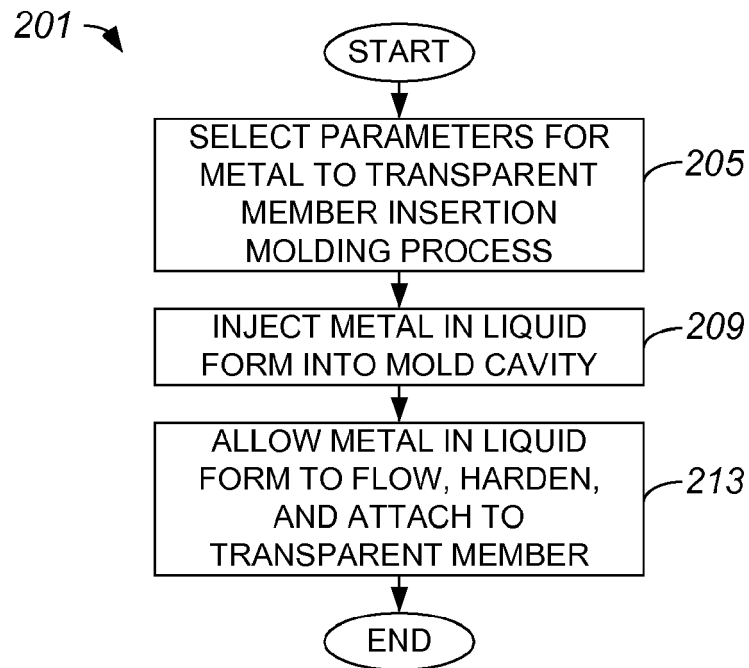 201
START
SELECT PARAMETERS FOR
METAL TO TRANSPARENT
MEMBER INSERTION
MOLDING PROCESS
205
INJECT METAL IN LIQUID
FORM INTO MOLD CAVITY
209
ALLOW METAL IN LIQUID
FORM TO FLOW, HARDEN,
AND ATTACH TO
TRANSPARENT MEMBER
213
END